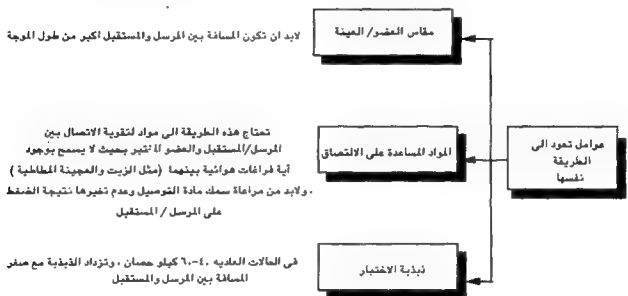 عوامل تعود الى
الطريقة
نفسها
مقاس العضو/ العينة
لابد ان تكون المسافة بين المرسل والمستقبل اكبر من طول الموجة
المواد المساعدة على الالتصاق
تحتاج هذه الطريقة الى مواد لتقوية الاتصال بين
المرسل/المستقبل والعضو المختبر بحيث لا يسمح بوجود
أية فراغات هوائية بينهما (مثل الزيت والعجينة المطاطية )
، ولابد من مراعاة سمك مادة التوصيل وعدم تغيرها نتيجة الضغط
على المرسل / المستقبل
ذبذبة الاختبار
فى الحالات العاديه ٤٠-٦٠ كيلو حصان ، وتزداد الذبذبة مع صغر
المسافة بين المرسل والمستقبل